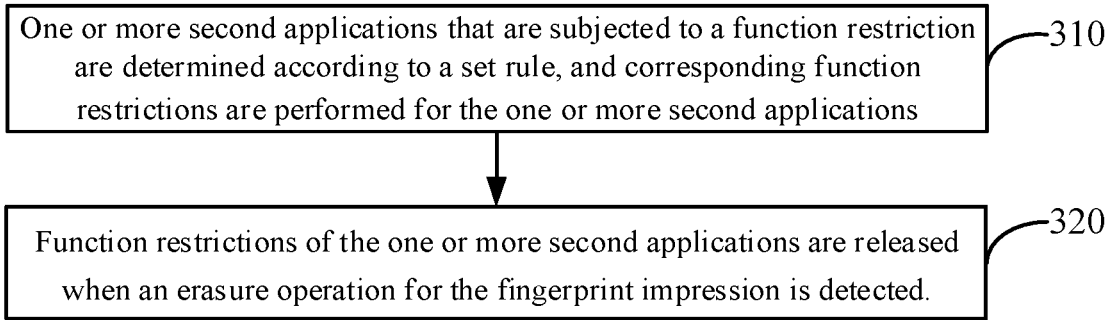 One or more second applications that are subjected to a function restriction
are determined according to a set rule, and corresponding function
restrictions are performed for the one or more second applications
310
Function restrictions of the one or more second applications are released
when an erasure operation for the fingerprint impression is detected.
320